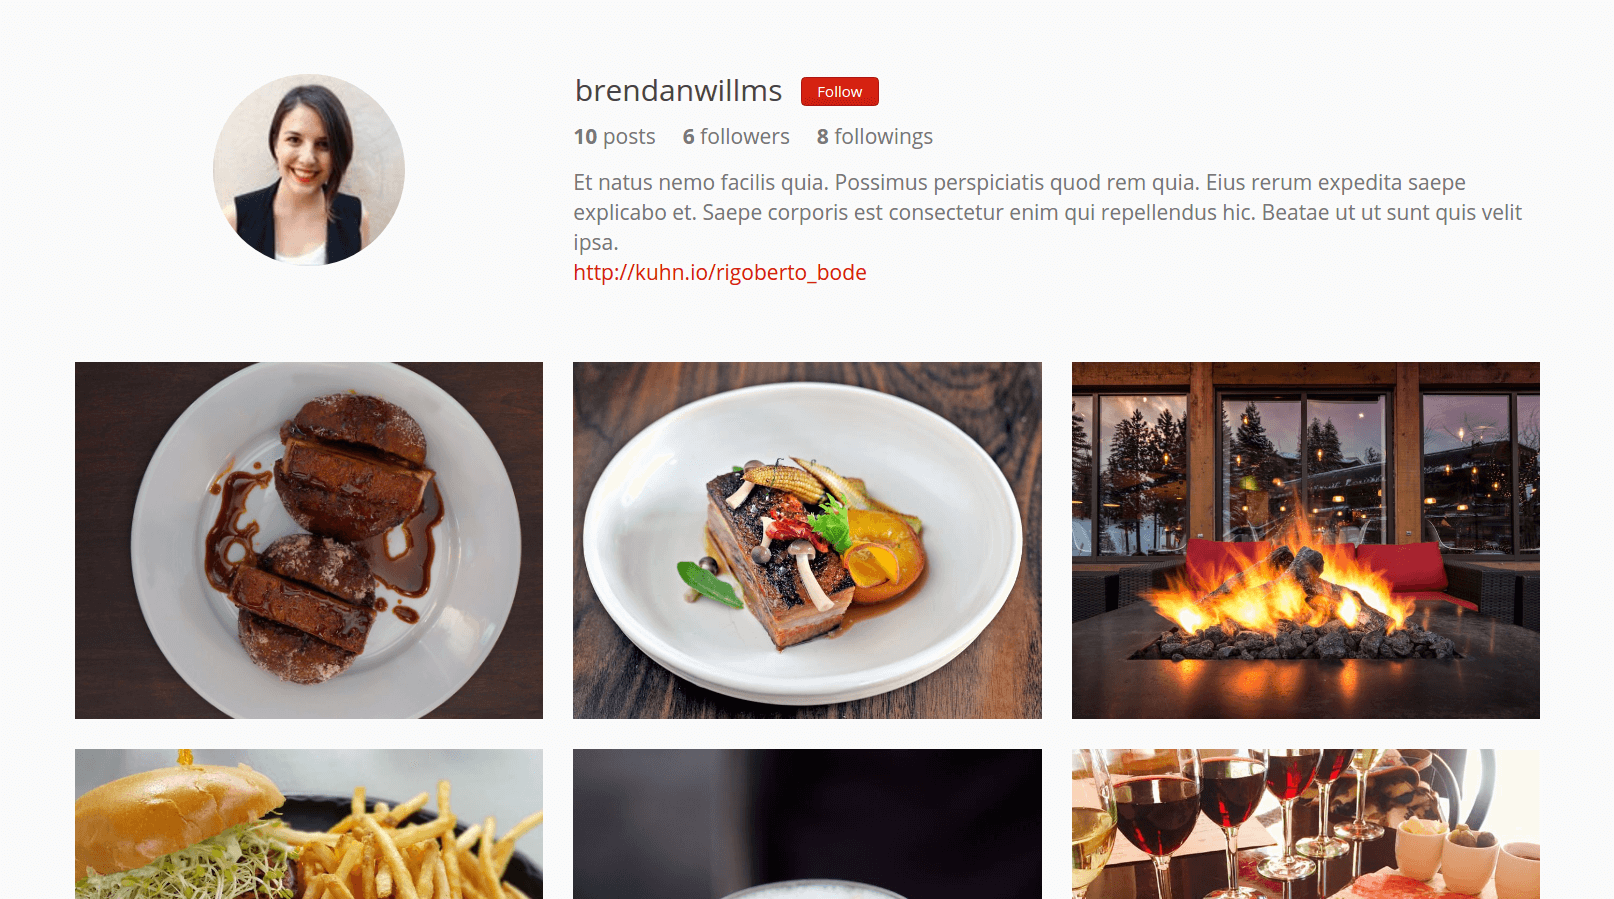 brendanwillms Follow
10 posts 6 followers 8 followings
Et natus nemo facilis quia. Possimus perspiciatis quod rem quia. Eius rerum expedita saepe
explicabo et. Saepe corporis est consectetur enim qui repellendus hic. Beatae ut ut sunt quis velit
ipsa.
http://kuhn.io/rigoberto_bode